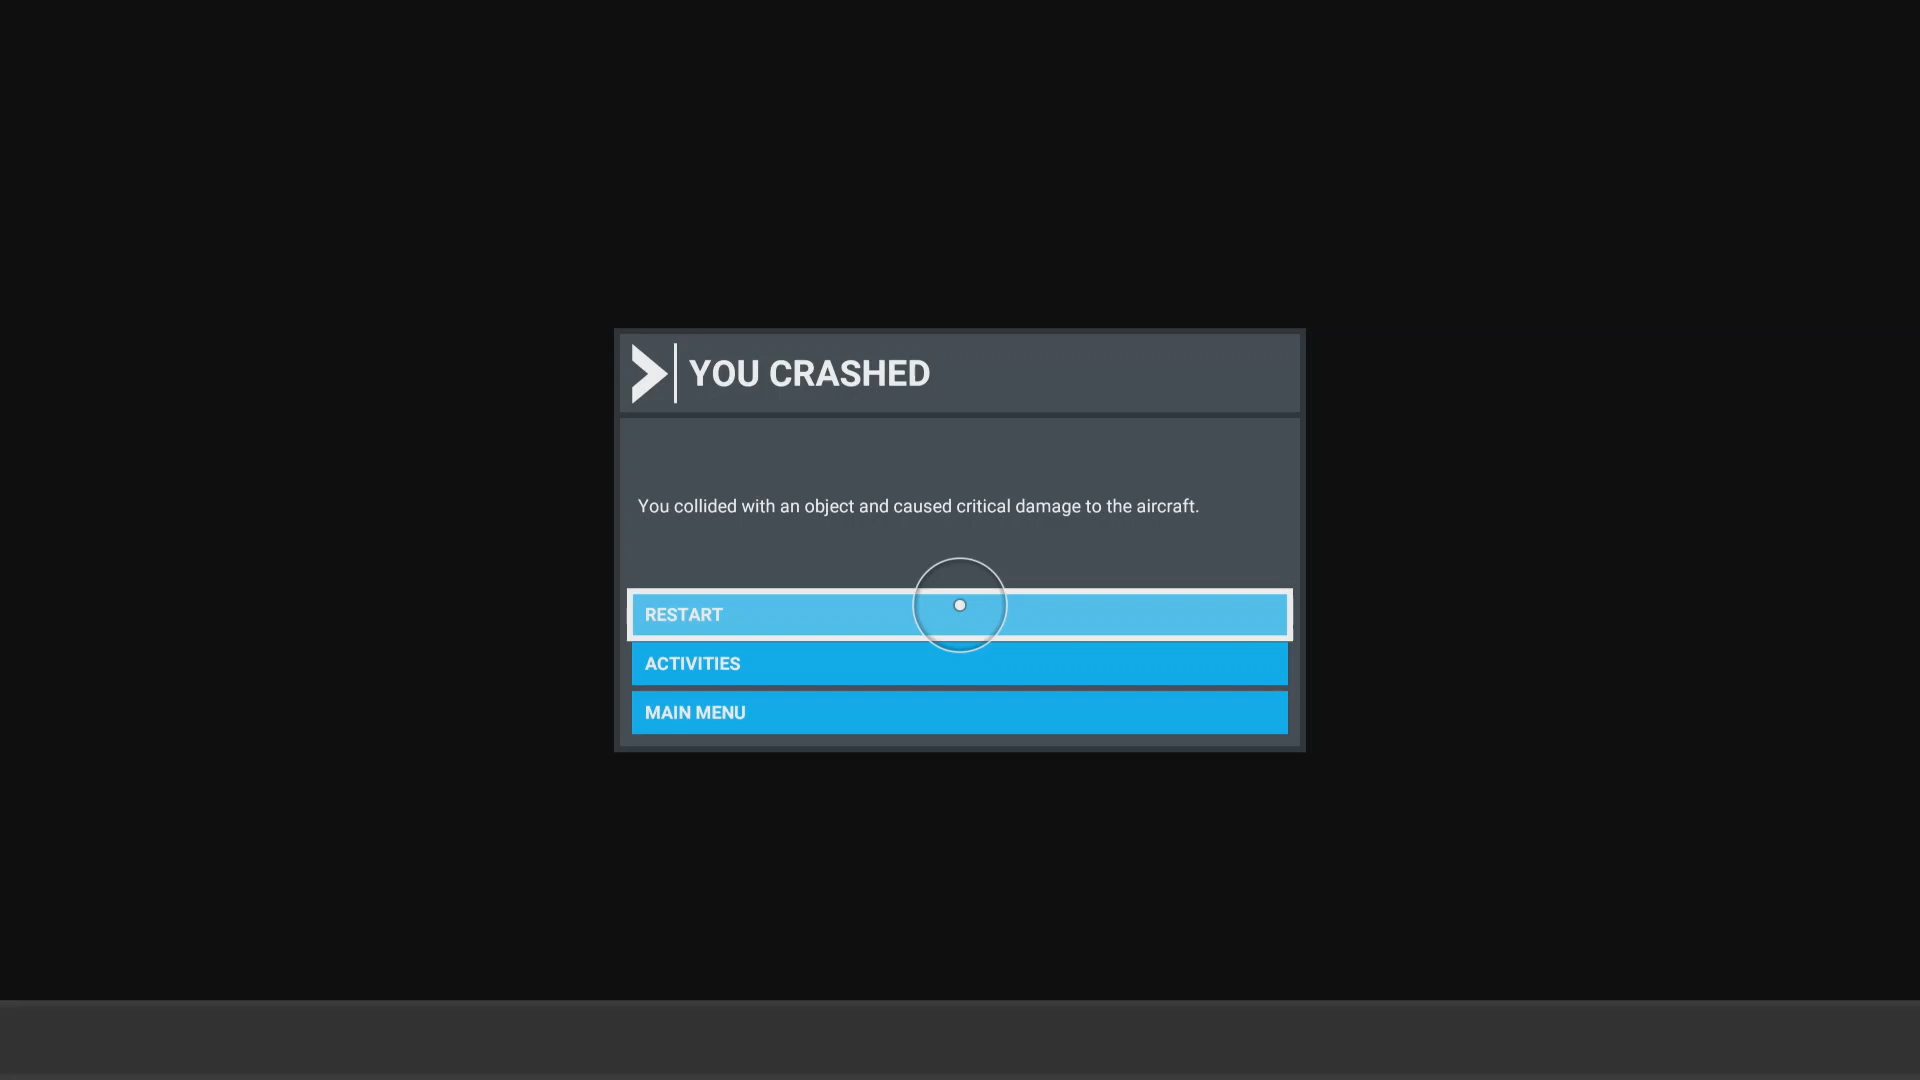 YOU CRASHED
You collided with an object and caused critical damage to the aircraft.
RESTART
ACTIVITIES
MAIN MENU